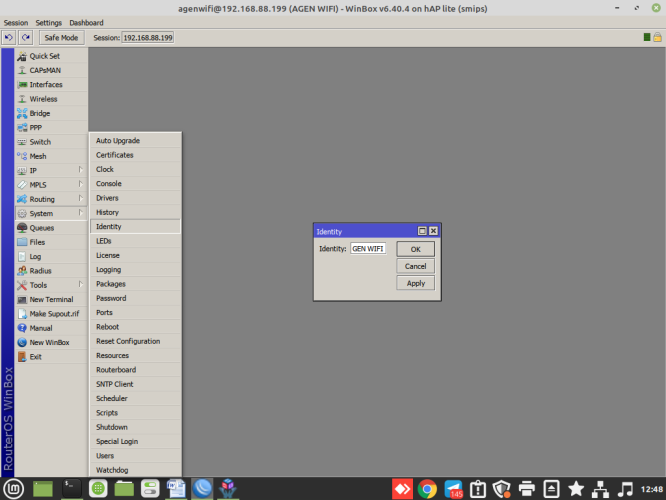 agenwifi@192.168.88.199 (AGEN WIFI) - WinBox v6.40.4 on hAP lite (smips)
Session Settings Dashboard
Safe Mode Session: 192.168.88.199
Quick Set
CAPsMAN
Interfaces
Wireless
Bridge
PPP
Switch
Mesh
IP
MPLS
Routing
System
Queues
Files
Log
Radius
Tools
New Terminal
Make Supout.rif
Manual
New WinBox
Exit
RouterOS WinBox
Auto Upgrade
Certificates
Clock
Console
Drivers
History
Identity
LEDs
License
Logging
Packages
Password
Ports
Reboot
Reset Configuration
Resources
Routerboard
SNTP Client
Scheduler
Scripts
Shutdown
Special Login
Users
Watchdog
Identity
Identity: GEN WIFI OK
Cancel
Apply
145
12:48